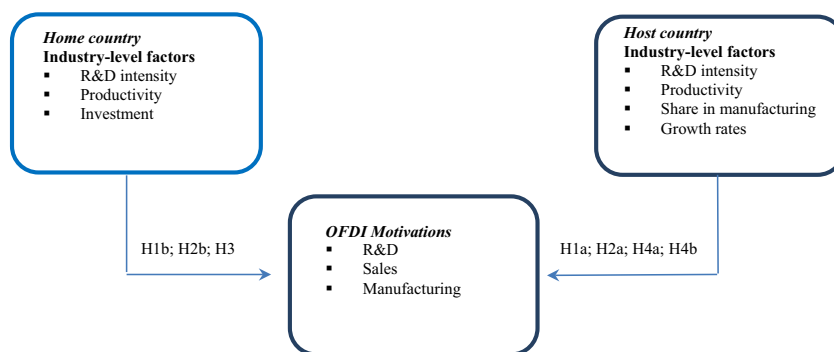 Home country
Industry-level factors
▪ R&D intensity
▪ Productivity
▪ Investment
Host country
Industry-level factors
▪ R&D intensity
▪ Productivity
▪ Share in manufacturing
▪ Growth rates
H1b; H2b; H3
OFDI Motivations
▪ R&D
▪ Sales
▪ Manufacturing
H1a; H2a; H4a; H4b